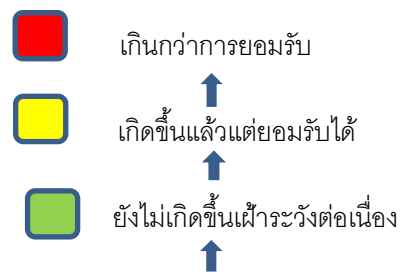 เกินกว่าการยอมรับ
เกิดขึ้นแล้วแต่ยอมรับได้
ยังไม่เกิดขึ้นเฝ้าระวังต่อเนื่อง